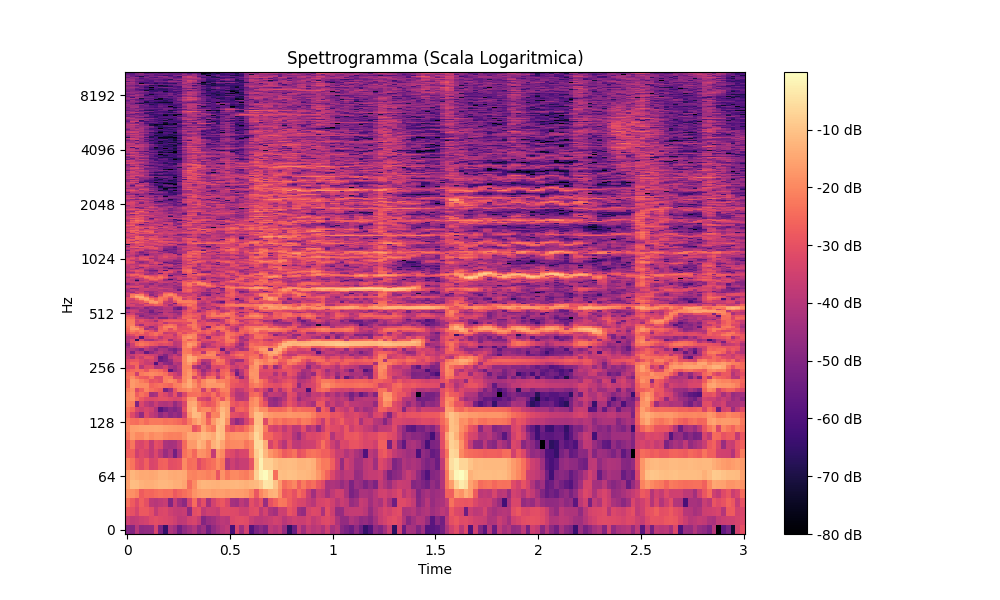 Spettrogramma (Scala Logaritmica)
Hz
8192
4096
2048
1024
512
256
128
64
0
0 0.5 1 1.5 2 2.5 3
Time
-10 dB
-20 dB
-30 dB
-40 dB
-50 dB
-60 dB
-70 dB
-80 dB